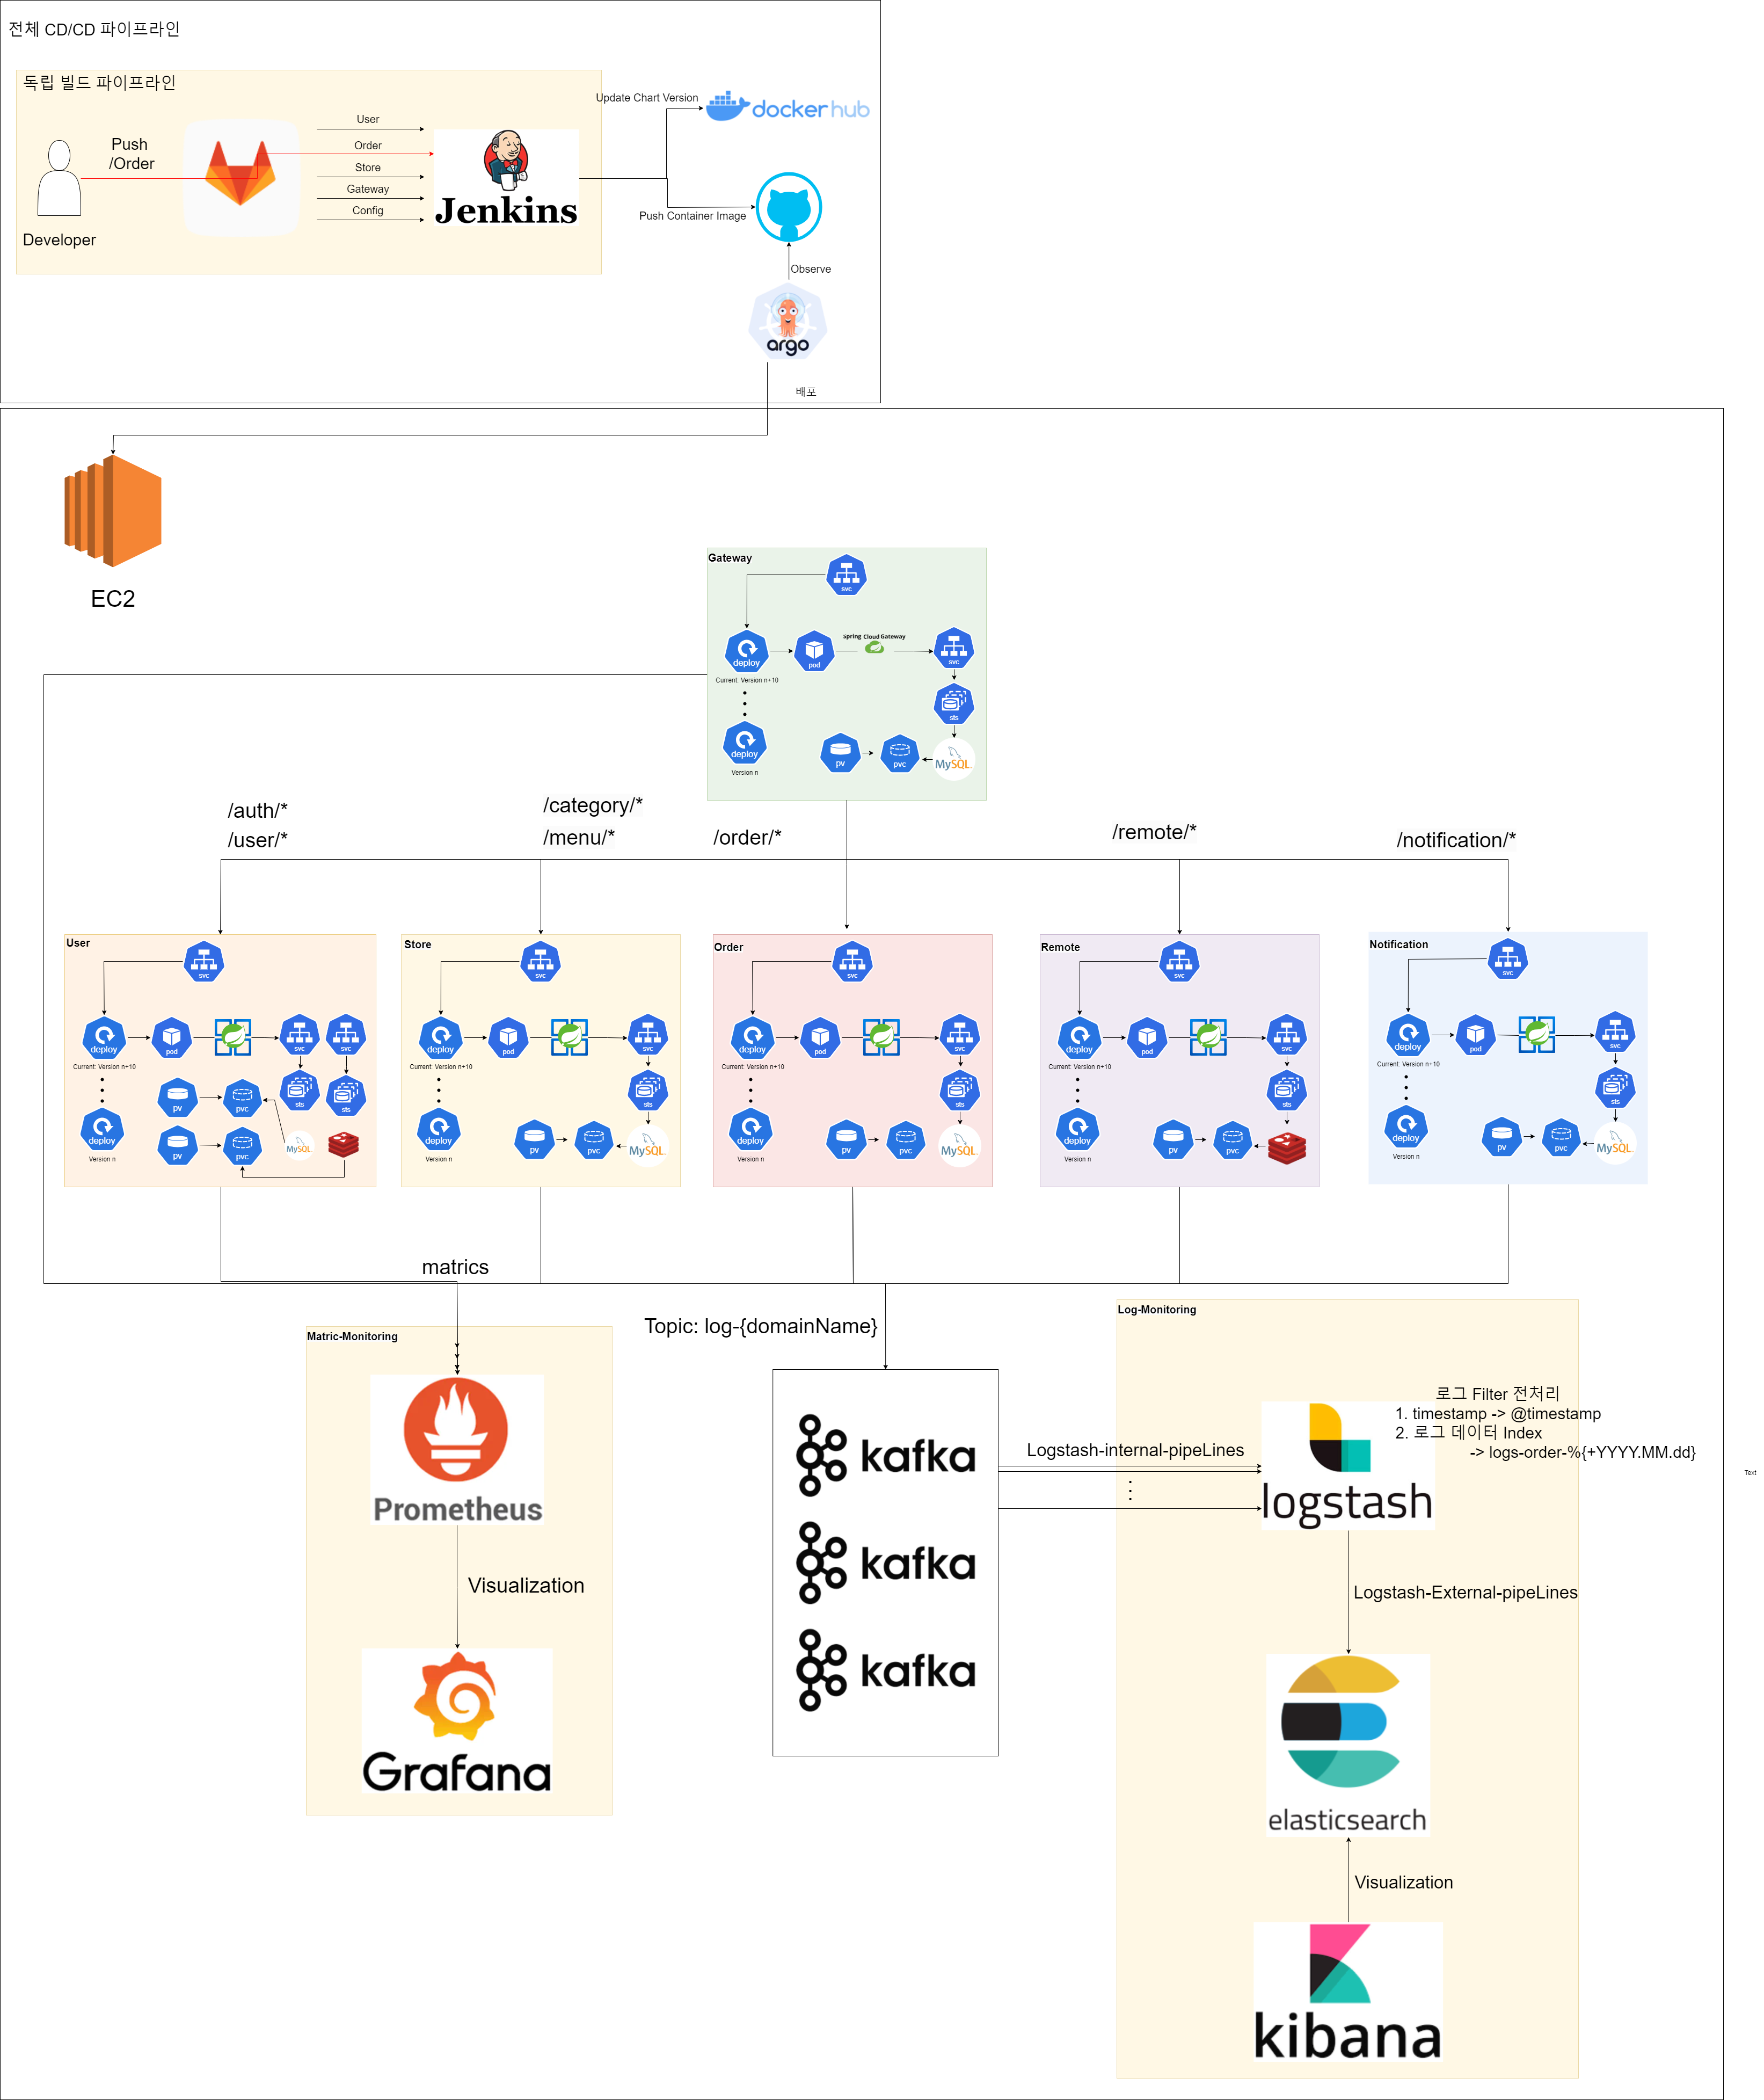 전체 CD/CD 파이프라인
독립 빌드 파이프라인
Push
/Order
Developer
User
Order
Store
Gateway
Config
Jenkins
Update Chart Version
dockerhub
Push Container Image
Observe
argo
배포
EC2
Gateway
svc
deploy
pod
Spring Cloud Gateway
svc
Current: Version n+10
sts
deploy
pv
pvc
MySQL
Version n
/auth/*
/user/*
/category/*
/menu/*
/order/*
/remote/*
/notification/*
User
svc
deploy
pod
svc
svc
Current: Version n+10
pv
pvc
sts
sts
deploy
pv
pvc
MySQL
Version n
Store
svc
deploy
pod
svc
Current: Version n+10
sts
deploy
pv
pvc
MySQL
Version n
Order
svc
deploy
pod
svc
Current: Version n+10
sts
deploy
pv
pvc
MySQL
Version n
Remote
svc
deploy
pod
svc
Current: Version n+10
sts
deploy
pv
pvc
Version n
Notification
svc
deploy
pod
svc
Current: Version n+10
sts
deploy
pv
pvc
MySQL
Version n
matrics
Matric-Monitoring
Prometheus
Visualization
Grafana
Topic: log-{domainName}
kafka
kafka
kafka
Logstash-internal-pipeLines
Log-Monitoring
로그 Filter 전처리
1. timestamp -> @timestamp
2. 로그 데이터 Index
-> logs-order-%{+YYYY.MM.dd}
Text
logstash
Logstash-External-pipeLines
elasticsearch
Visualization
kibana